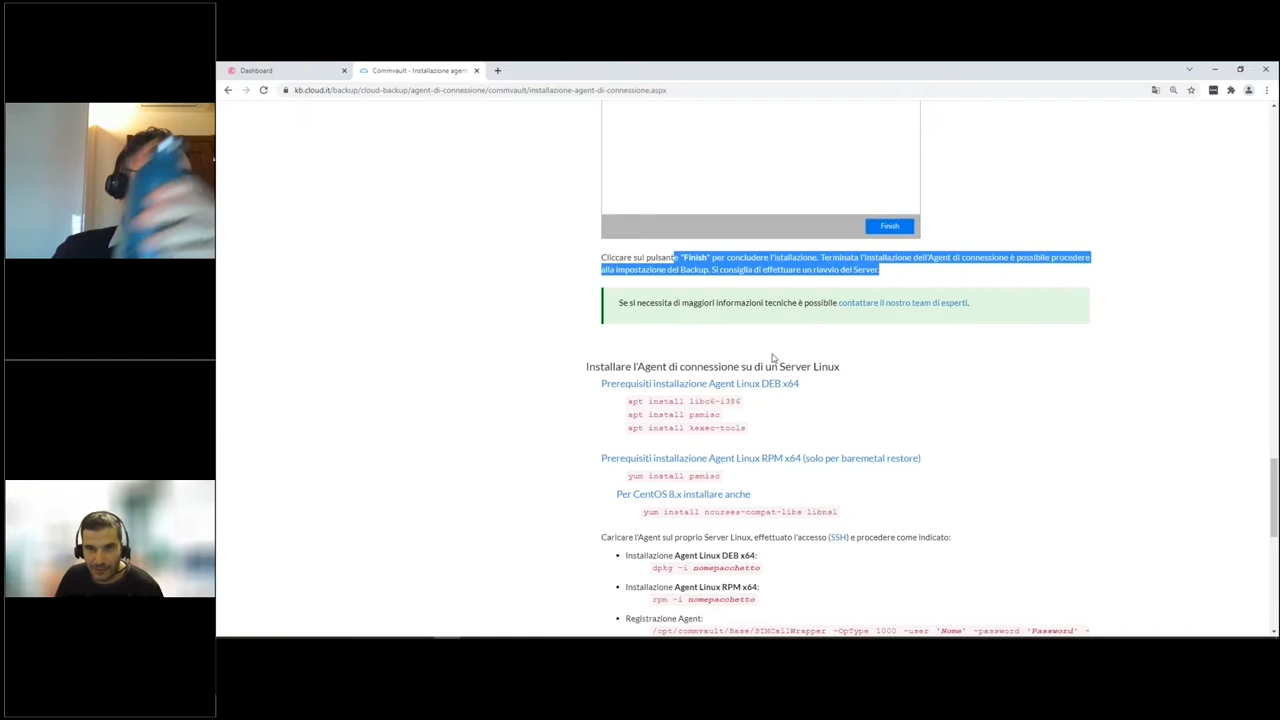 Dashboard
Commvault - Installazione agen
kb.cloud.it/backup/cloud-backup/agent-di-connessione/commvault/installazione-agent-di-connessione.aspx
Finish
Cliccare sul pulsante "Finish" per concludere l'istallazione. Terminata l'installazione dell'Agent di connessione è possibile procedere
alla impostazione del Backup. Si consiglia di effettuare un riavvio del Server.
Se si necessita di maggiori informazioni tecniche è possibile contattare il nostro team di esperti.
Installare l'Agent di connessione su di un Server Linux
Prerequisiti installazione Agent Linux DEB x64
apt install libc6-i386
apt install psmisc
apt install kexec-tools
Prerequisiti installazione Agent Linux RPM x64 (solo per baremetal restore)
yum install psmisc
Per CentOS 8.x installare anche
yum install ncurses-compat-libs libnsl
Caricare l'Agent sul proprio Server Linux, effettuato l'accesso (SSH) e procedere come indicato:
• Installazione Agent Linux DEB x64:
dpkg -i nomepacchetto
• Installazione Agent Linux RPM x64:
rpm -i nomepacchetto
• Registrazione Agent:
/opt/commvault/Base/SIMCallWrapper -OpType 1000 -user 'Nome' -password 'Password' -